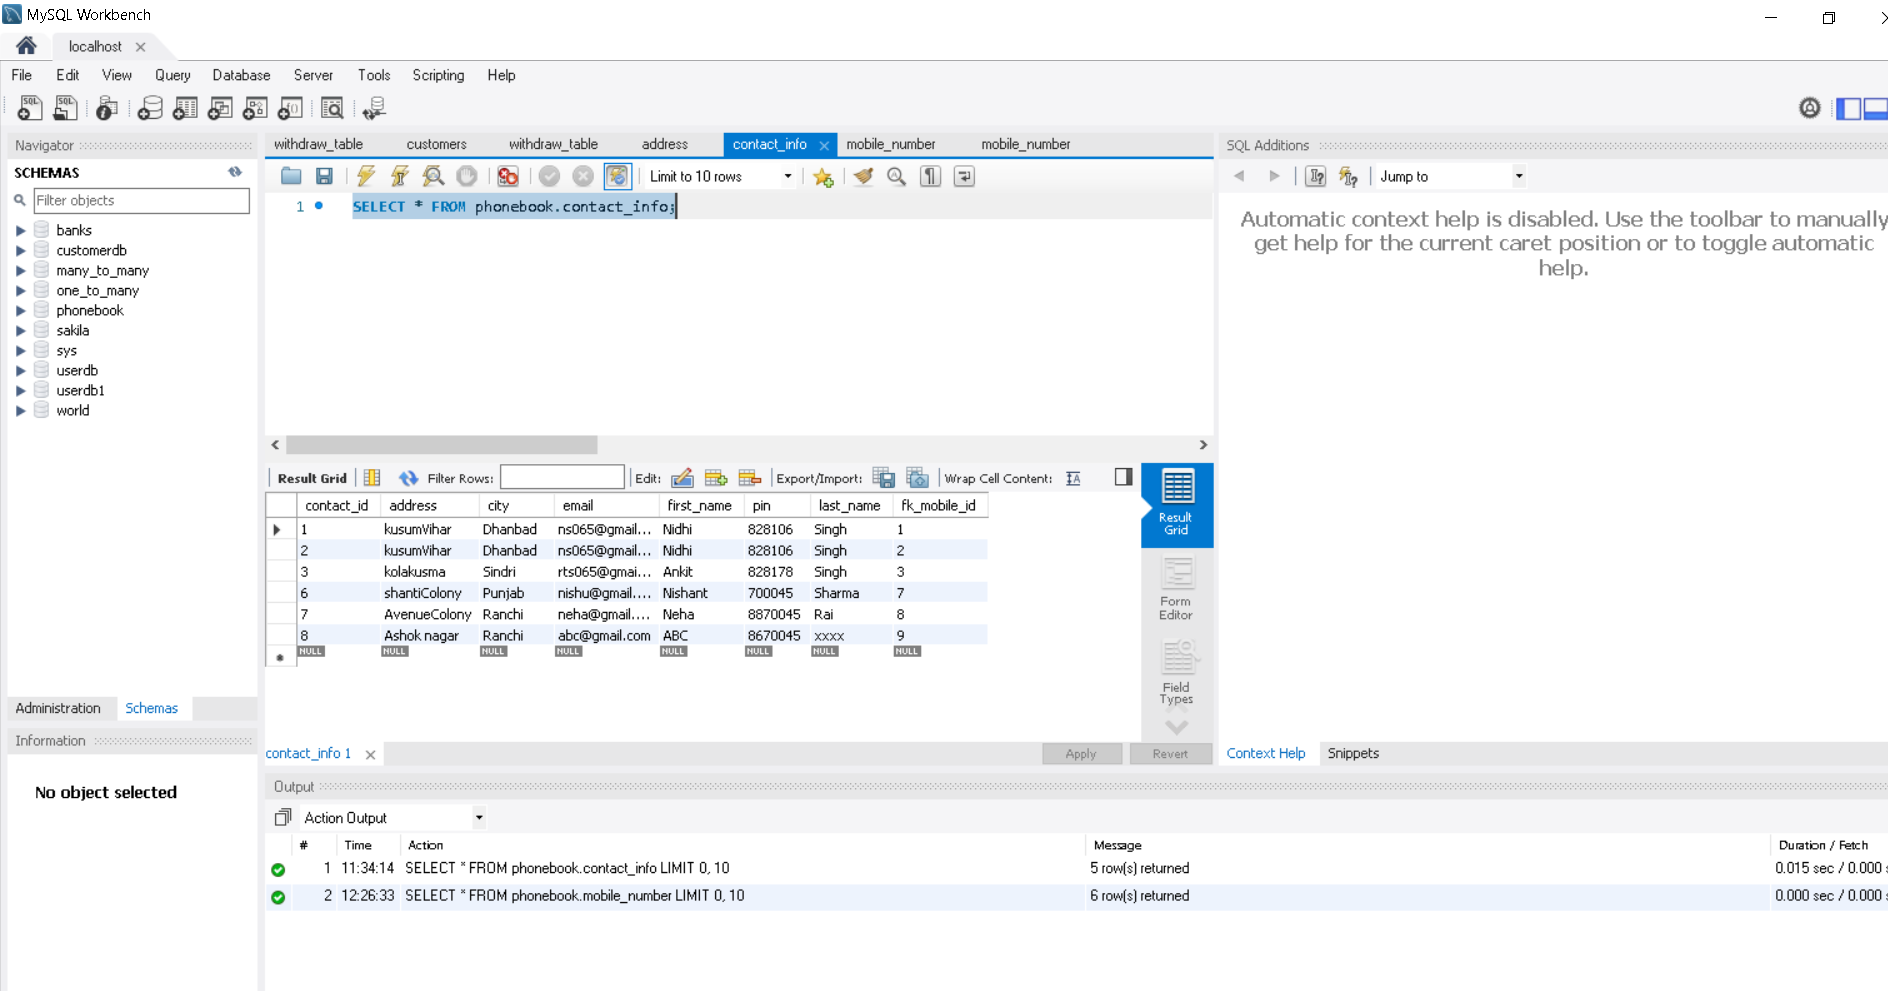 MySQL Workbench
localhost
File Edit View Query Database Server Tools Scripting Help
Navigator
SCHEMAS
Filter objects
banks
customerdb
many_to_many
one_to_many
phonebook
sakila
sys
userdb
userdb1
world
Administration Schemas
Information
No object selected
withdraw_table customers withdraw_table address contact_info mobile_number mobile_number
Limit to 10 rows
1 SELECT * FROM phonebook.contact_info;
Result Grid Filter Rows: Edit: Export/Import: Wrap Cell Content:
contact_id address city email first_name pin last_name fk_mobile_id
1 kusumVihar Dhanbad ns065@gmail... Nidhi 828106 Singh 1
2 kusumVihar Dhanbad ns065@gmail... Nidhi 828106 Singh 2
3 kolakusma Sindri rts065@gmai... Ankit 828178 Singh 3
6 shantiColony Punjab nishu@gmail.... Nishant 700045 Sharma 7
7 AvenueColony Ranchi neha@gmail.... Neha 8870045 Rai 8
8 Ashok nagar Ranchi abc@gmail.com ABC 8670045 xxxx 9
NULL NULL NULL NULL NULL NULL NULL NULL
Result
Grid
Form
Editor
Field
Types
contact_info 1
Apply Revert
SQL Additions
Jump to
Automatic context help is disabled. Use the toolbar to manually
get help for the current caret position or to toggle automatic
help.
Context Help Snippets
Output
Action Output
# Time Action Message Duration / Fetch
1 11:34:14 SELECT * FROM phonebook.contact_info LIMIT 0, 10 5 row(s) returned 0.015 sec / 0.000
2 12:26:33 SELECT * FROM phonebook.mobile_number LIMIT 0, 10 6 row(s) returned 0.000 sec / 0.000